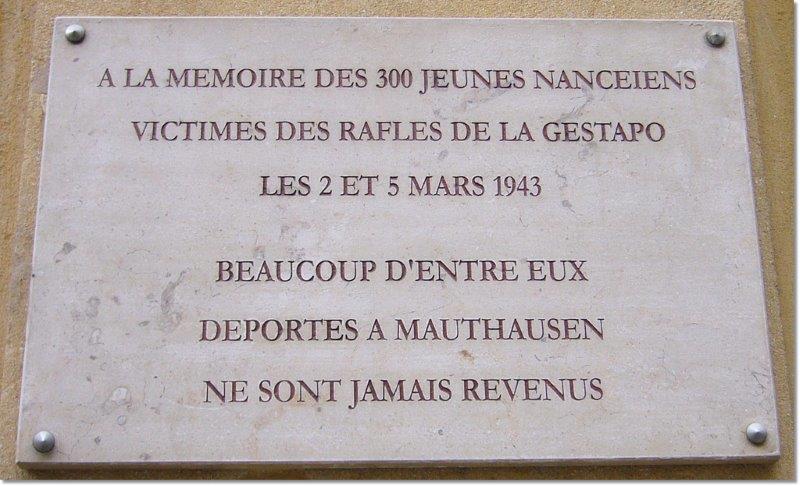 A LA MEMOIRE DES 300 JEUNES NANCEIENS
VICTIMES DES RAFLES DE LA GESTAPO
LES 2 ET 5 MARS 1943
BEAUCOUP D'ENTRE EUX
DEPORTES A MAUTHAUSEN
NE SONT JAMAIS REVENUS